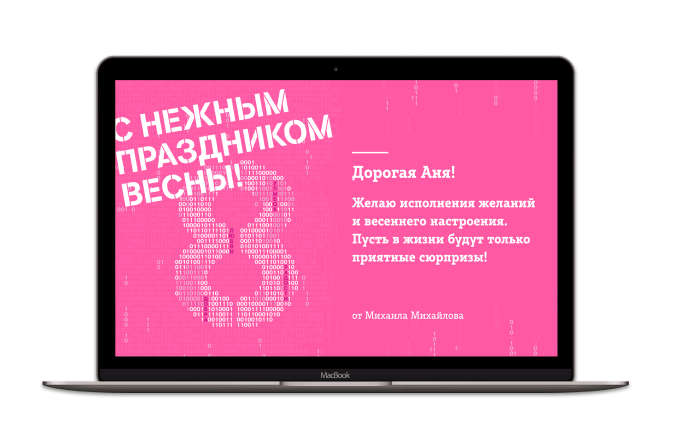 С НЕЖНЫМ
ПРАЗДНИКОМ
ВЕСНЫ!
Дорогая Аня!
Желаю исполнения желаний
и весеннего настроения.
Пусть в жизни будут только
приятные сюрпризы!
от Михаила Михайлова
MacBook